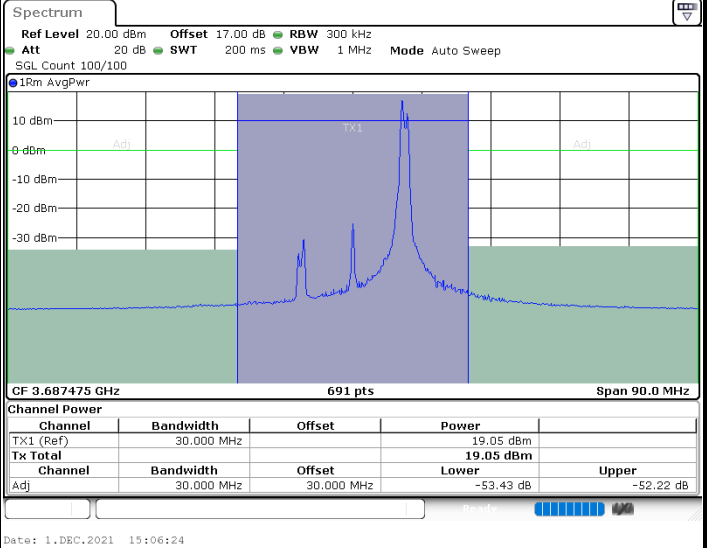 Spectrum
Ref Level 20.00 dBm Offset 17.00 dB RBW 300 kHz
Att 20 dB SWT 200 ms VBW 1 MHz Mode Auto Sweep
SGL Count 100/100
1Rm AvgPwr
10 dBm
TX1
Adj Adj
0 dBm
-10 dBm
-20 dBm
-30 dBm
CF 3.687475 GHz 691 pts Span 90.0 MHz
Channel Power
Channel Bandwidth Offset Power
TX1 (Ref) 30.000 MHz 19.05 dBm
Tx Total 19.05 dBm
Channel Bandwidth Offset Lower Upper
Adj 30.000 MHz 30.000 MHz -53.43 dB -52.22 dB
Ready
Date: 1.DEC.2021 15:06:24